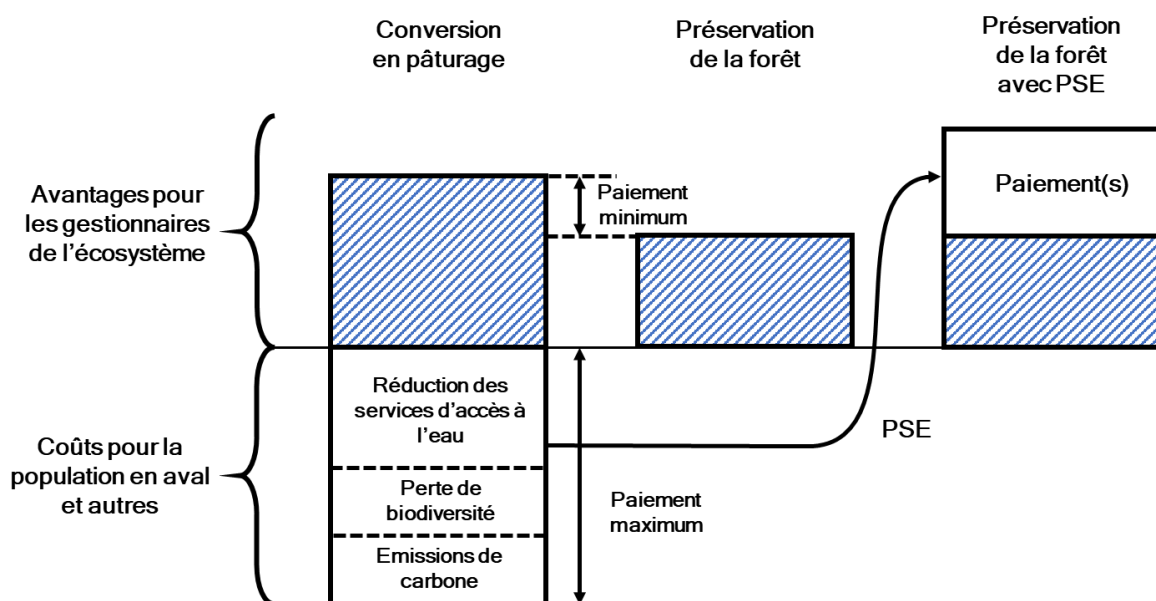 Conversion
en pâturage
Préservation
de la forêt
Préservation
de la forêt
avec PSE
Avantages pour
les gestionnaires
de l'écosystème
Paiement
minimum
Paiement(s)
Réduction des
services d'accès à
l'eau
PSE
Coûts pour la
population en aval
et autres
Perte de
biodiversité
Paiement
maximum
Emissions de
carbone